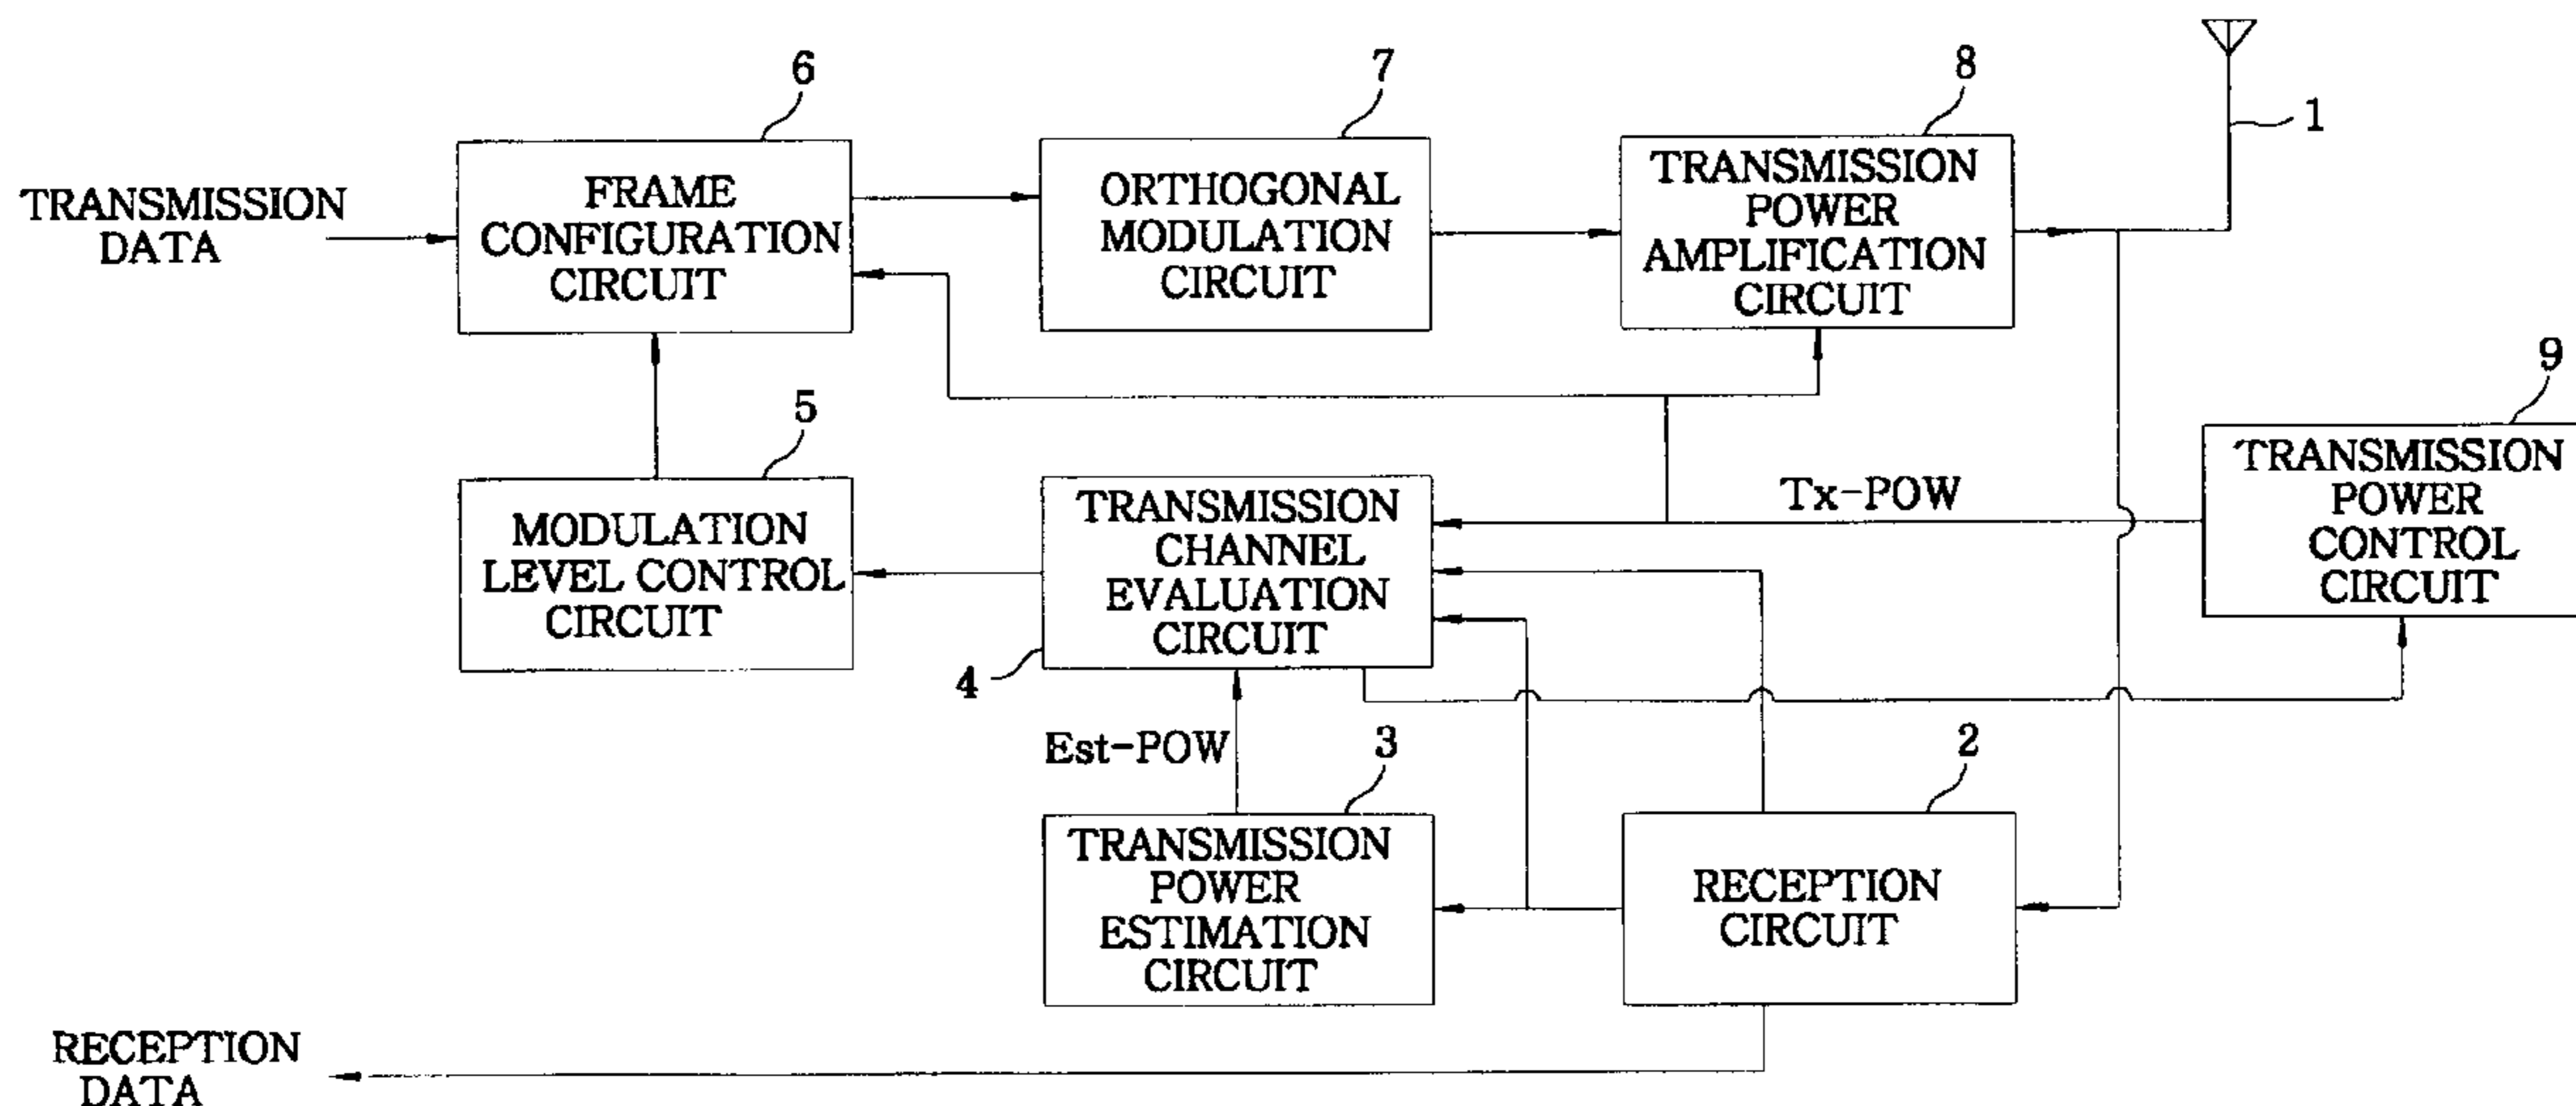 6
7
8
1
TRANSMISSION
DATA
FRAME
CONFIGURATION
CIRCUIT
ORTHOGONAL
MODULATION
CIRCUIT
TRANSMISSION
POWER
AMPLIFICATION
CIRCUIT
5
9
MODULATION
LEVEL CONTROL
CIRCUIT
TRANSMISSION
CHANNEL
EVALUATION
CIRCUIT
4
Tx-POW
TRANSMISSION
POWER
CONTROL
CIRCUIT
Est-POW
3
2
TRANSMISSION
POWER
ESTIMATION
CIRCUIT
RECEPTION
CIRCUIT
RECEPTION
DATA